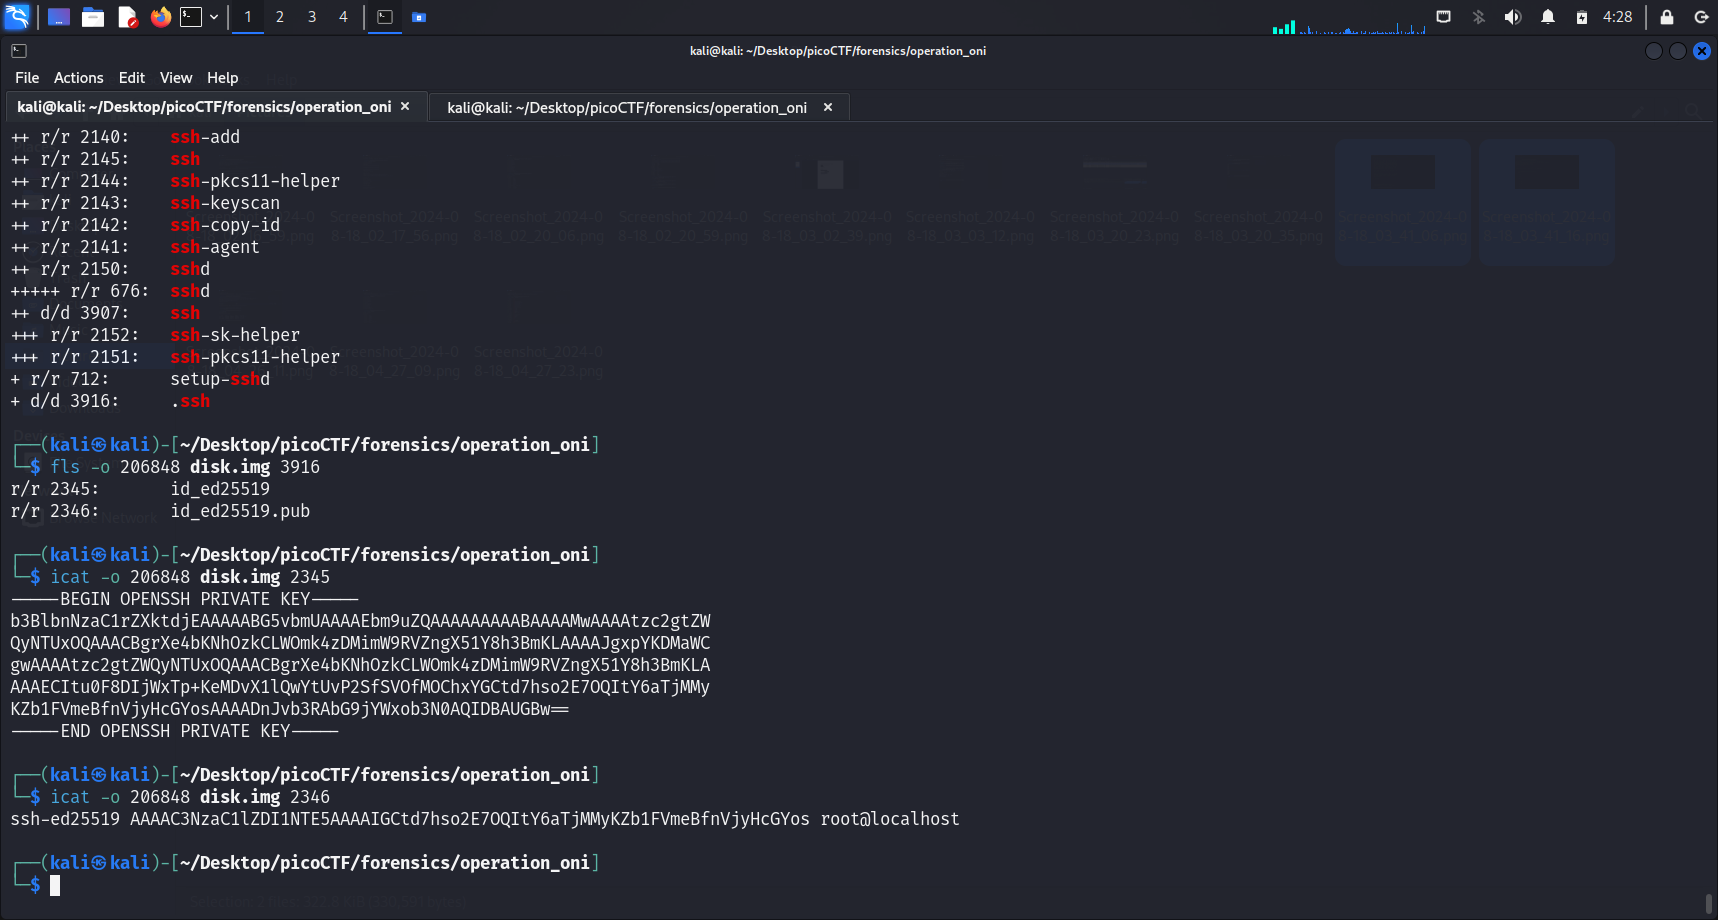 1 2 3 4
4:28
kali@kali: ~/Desktop/picoCTF/forensics/operation_oni
File Actions Edit View Help
kali@kali: ~/Desktop/picoCTF/forensics/operation_oni × kali@kali: ~/Desktop/picoCTF/forensics/operation_oni ×
++ r/r 2140: ssh-add
++ r/r 2145: ssh
++ r/r 2144: ssh-pkcs11-helper
++ r/r 2143: ssh-keyscan
++ r/r 2142: ssh-copy-id
++ r/r 2141: ssh-agent
++ r/r 2150: sshd
+++++ r/r 676: sshd
++ d/d 3907: ssh
+++ r/r 2152: ssh-sk-helper
+++ r/r 2151: ssh-pkcs11-helper
+ r/r 712: setup-sshd
+ d/d 3916: .ssh
┌──(kali㉿kali)-[~/Desktop/picoCTF/forensics/operation_oni]
└─$ fls -o 206848 disk.img 3916
r/r 2345: id_ed25519
r/r 2346: id_ed25519.pub
┌──(kali㉿kali)-[~/Desktop/picoCTF/forensics/operation_oni]
└─$ icat -o 206848 disk.img 2345
-----BEGIN OPENSSH PRIVATE KEY-----
b3BlbnNzaC1rZXktdjEAAAAABG5vbmUAAAAEbm9uZQAAAAAAAAABAAAAMwAAAAtzc2gtZW
QyNTUxOQAAACBgrXe4bKNhOzkCLWOmk4zDMimW9RVZngX51Y8h3BmKLAAAAJgxpYKDMaWC
gwAAAAtzc2gtZWQyNTUxOQAAACBgrXe4bKNhOzkCLWOmk4zDMimW9RVZngX51Y8h3BmKLA
AAAECItu0F8DIjWxTp+KeMDvX1lQwYtUvP2SfSVOfMOChxYGCtd7hso2E7OQItY6aTjMMy
KZb1FVmeBfnVjyHcGYosAAAADnJvb3RAbG9jYWxob3N0AQIDBAUGBw==
-----END OPENSSH PRIVATE KEY-----
┌──(kali㉿kali)-[~/Desktop/picoCTF/forensics/operation_oni]
└─$ icat -o 206848 disk.img 2346
ssh-ed25519 AAAAC3NzaC1lZDI1NTE5AAAAIGCtd7hso2E7OQItY6aTjMMyKZb1FVmeBfnVjyHcGYos root@localhost
┌──(kali㉿kali)-[~/Desktop/picoCTF/forensics/operation_oni]
└─$